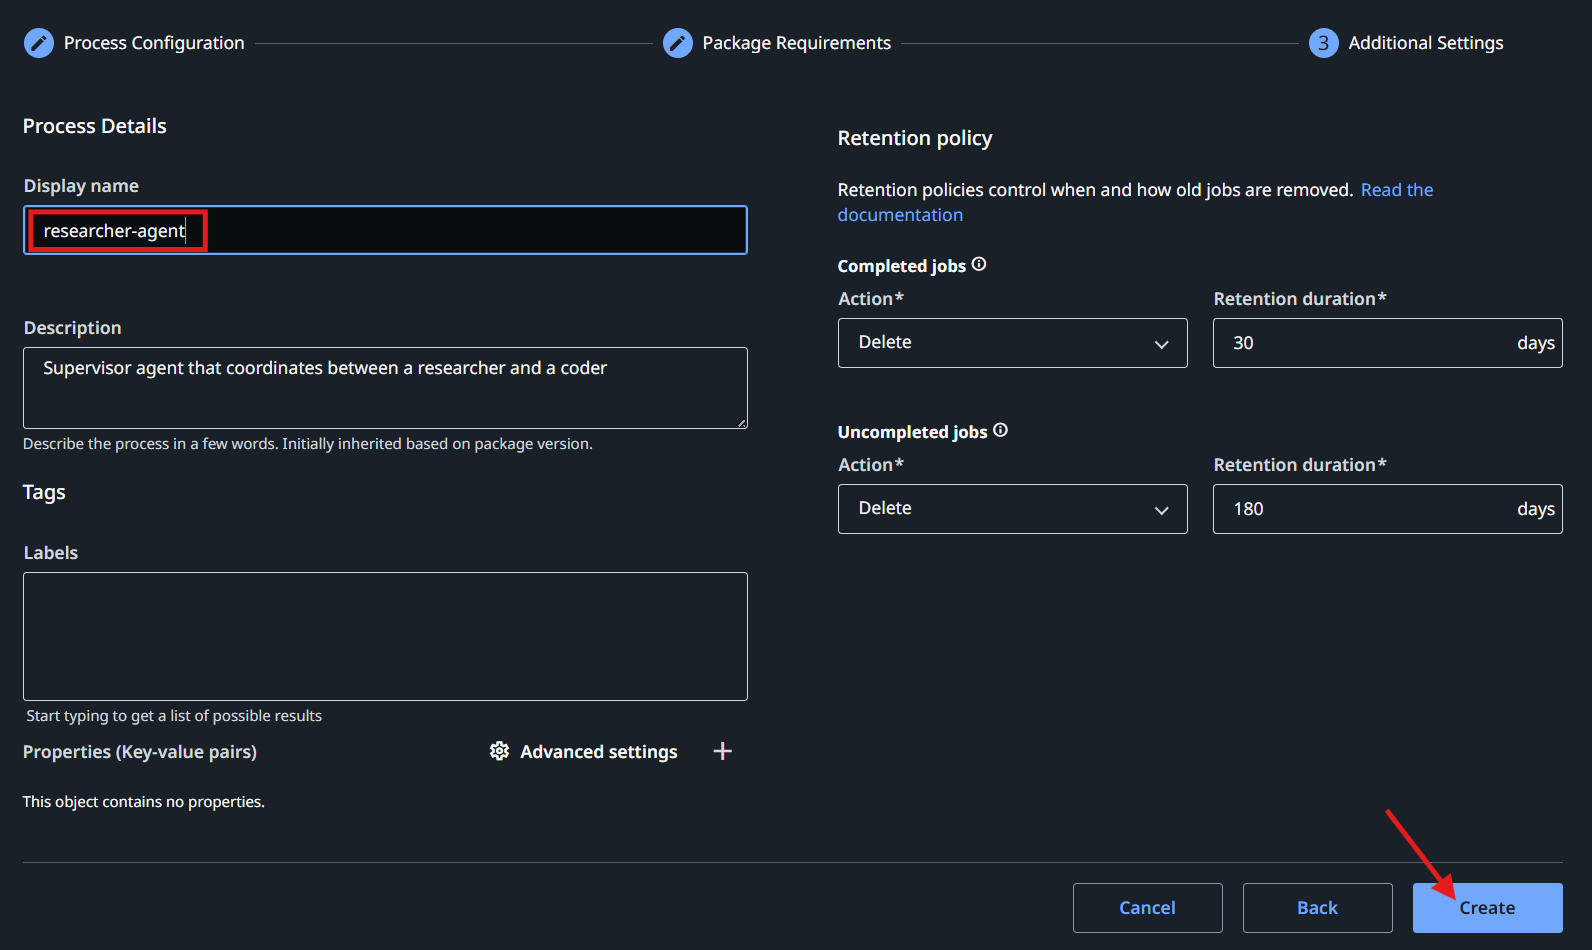 Process Configuration
Package Requirements
3 Additional Settings
Process Details
Display name
researcher-agent
Description
Supervisor agent that coordinates between a researcher and a coder
Describe the process in a few words. Initially inherited based on package version.
Tags
Labels
Start typing to get a list of possible results
Properties (Key-value pairs)
Advanced settings
This object contains no properties.
Retention policy
Retention policies control when and how old jobs are removed. Read the
documentation
Completed jobs
Action* Retention duration*
Delete 30 days
Uncompleted jobs
Action* Retention duration*
Delete 180 days
Cancel Back Create